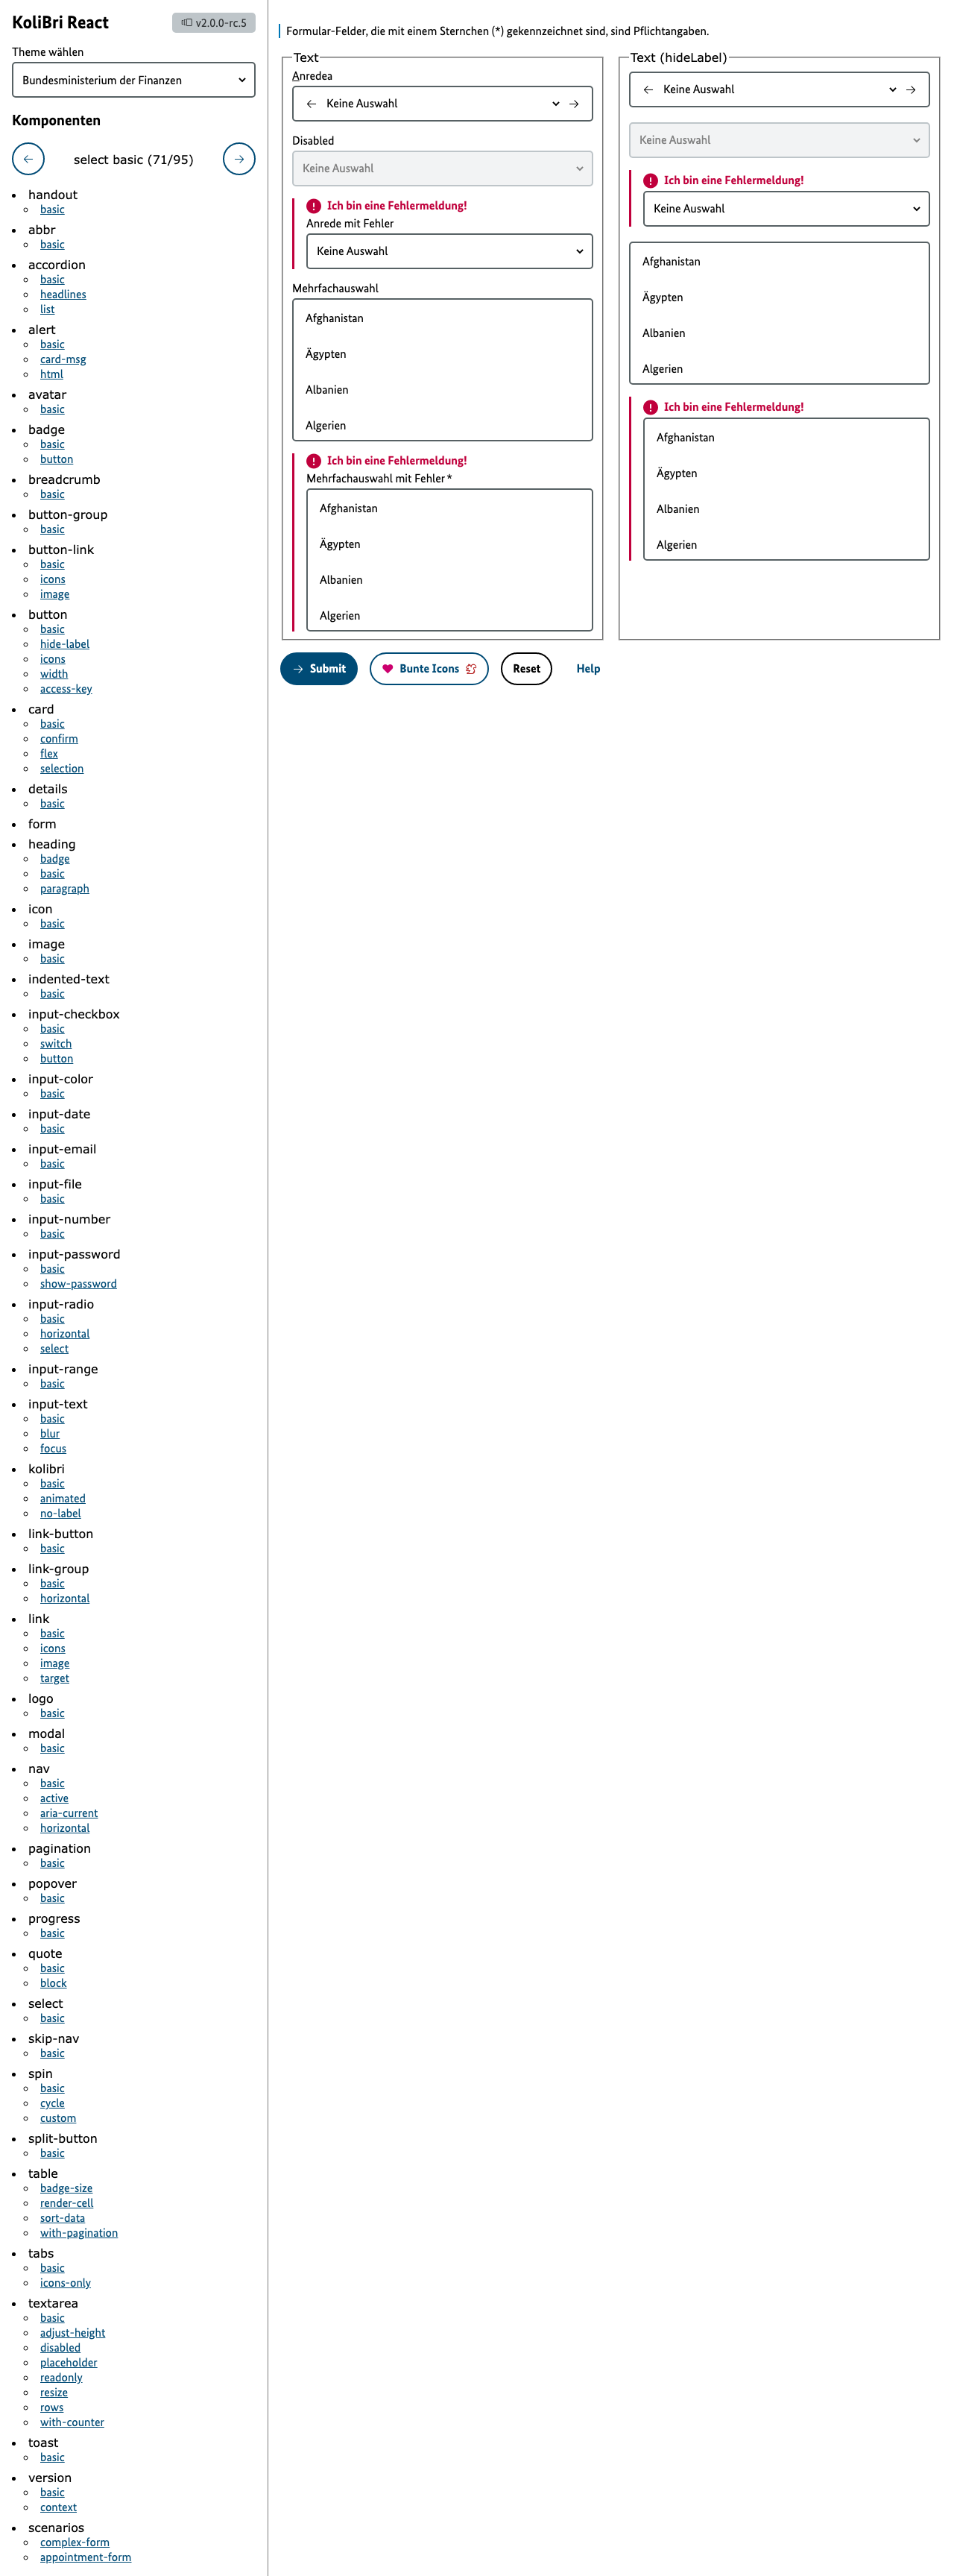 KoliBri React
v2.0.0-rc.5
Theme wählen
Bundesministerium der Finanzen
Komponenten
select basic (71/95)
handout
basic
abbr
basic
accordion
basic
headlines
list
alert
basic
card-msg
html
avatar
basic
badge
basic
button
breadcrumb
basic
button-group
basic
button-link
basic
icons
image
button
basic
hide-label
icons
width
access-key
card
basic
confirm
flex
selection
details
basic
form
heading
badge
basic
paragraph
icon
basic
image
basic
indented-text
basic
input-checkbox
basic
switch
button
input-color
basic
input-date
basic
input-email
basic
input-file
basic
input-number
basic
input-password
basic
show-password
input-radio
basic
horizontal
select
input-range
basic
input-text
basic
blur
focus
kolibri
basic
animated
no-label
link-button
basic
link-group
basic
horizontal
link
basic
icons
image
target
logo
basic
modal
basic
nav
basic
active
aria-current
horizontal
pagination
basic
popover
basic
progress
basic
quote
basic
block
select
basic
skip-nav
basic
spin
basic
cycle
custom
split-button
basic
table
badge-size
render-cell
sort-data
with-pagination
tabs
basic
icons-only
textarea
basic
adjust-height
disabled
placeholder
readonly
resize
rows
with-counter
toast
basic
version
basic
context
scenarios
complex-form
appointment-form
Formular-Felder, die mit einem Sternchen (*) gekennzeichnet sind, sind Pflichtangaben.
Text
Anredea
Keine Auswahl
Disabled
Keine Auswahl
Ich bin eine Fehlermeldung!
Anrede mit Fehler
Keine Auswahl
Mehrfachauswahl
Afghanistan
Ägypten
Albanien
Algerien
Ich bin eine Fehlermeldung!
Mehrfachauswahl mit Fehler*
Afghanistan
Ägypten
Albanien
Algerien
Text (hideLabel)
Keine Auswahl
Keine Auswahl
Ich bin eine Fehlermeldung!
Keine Auswahl
Afghanistan
Ägypten
Albanien
Algerien
Ich bin eine Fehlermeldung!
Afghanistan
Ägypten
Albanien
Algerien
Submit
Bunte Icons
Reset
Help